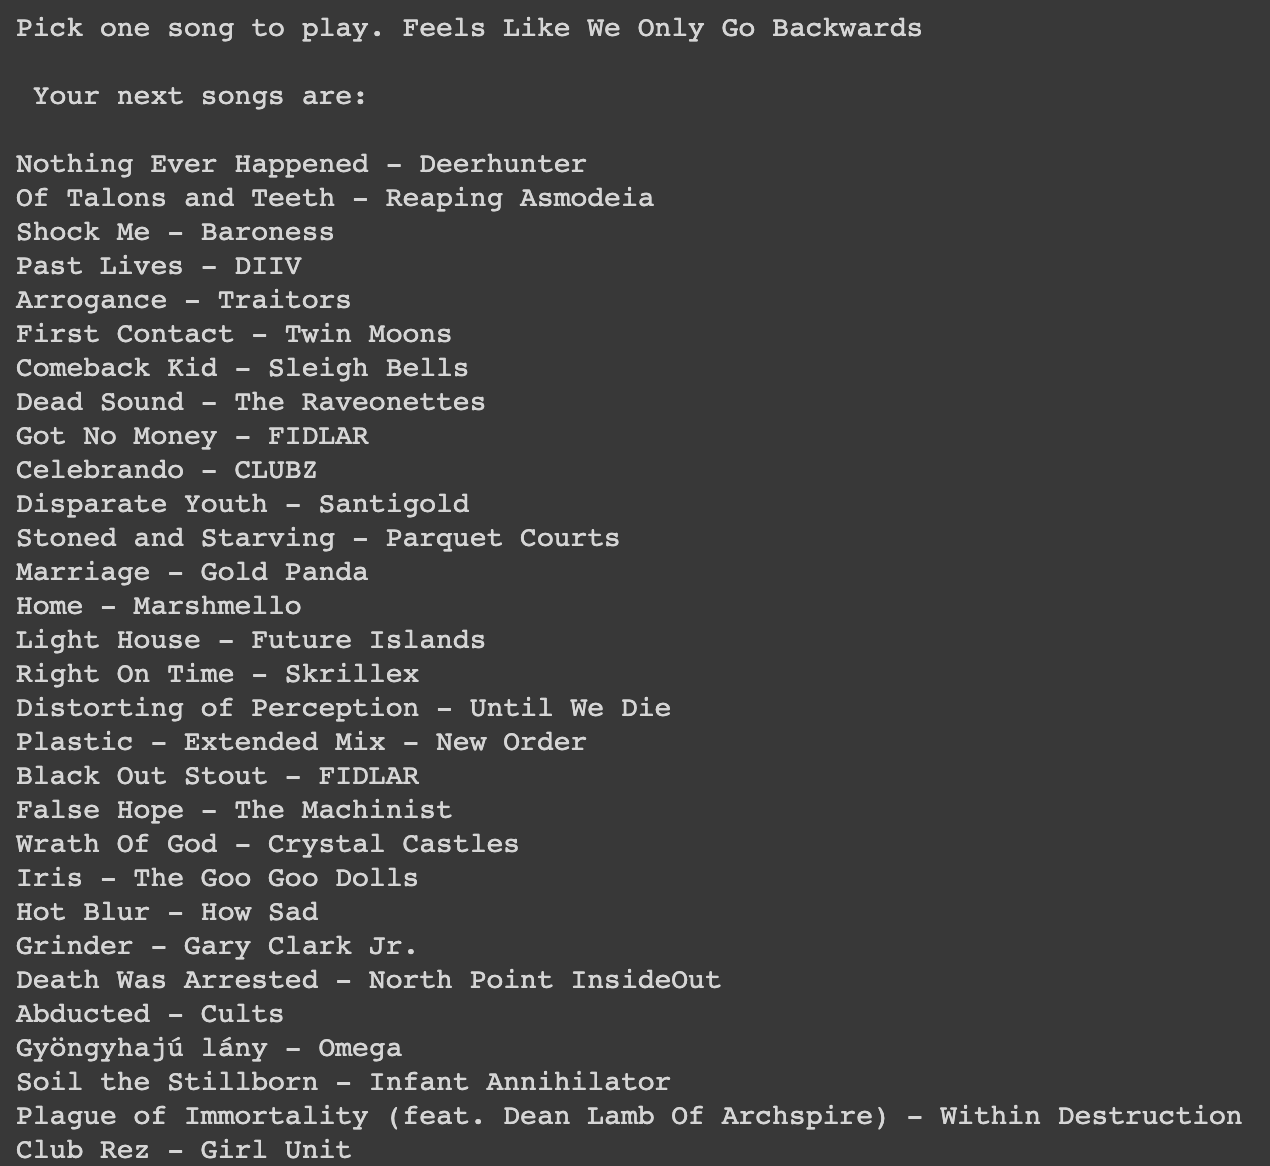 Pick one song to play. Feels Like We Only Go Backwards
Your next songs are:
Nothing Ever Happened – Deerhunter
Of Talons and Teeth – Reaping Asmodeia
Shock Me – Baroness
Past Lives – DIIV
Arrogance – Traitors
First Contact – Twin Moons
Comeback Kid – Sleigh Bells
Dead Sound – The Raveonettes
Got No Money – FIDLAR
Celebrando – CLUBZ
Disparate Youth – Santigold
Stoned and Starving – Parquet Courts
Marriage – Gold Panda
Home – Marshmello
Light House – Future Islands
Right On Time – Skrillex
Distorting of Perception – Until We Die
Plastic – Extended Mix – New Order
Black Out Stout – FIDLAR
False Hope – The Machinist
Wrath Of God – Crystal Castles
Iris – The Goo Goo Dolls
Hot Blur – How Sad
Grinder – Gary Clark Jr.
Death Was Arrested – North Point InsideOut
Abducted – Cults
Gyöngyhajú lány – Omega
Soil the Stillborn – Infant Annihilator
Plague of Immortality (feat. Dean Lamb Of Archspire) – Within Destruction
Club Rez – Girl Unit